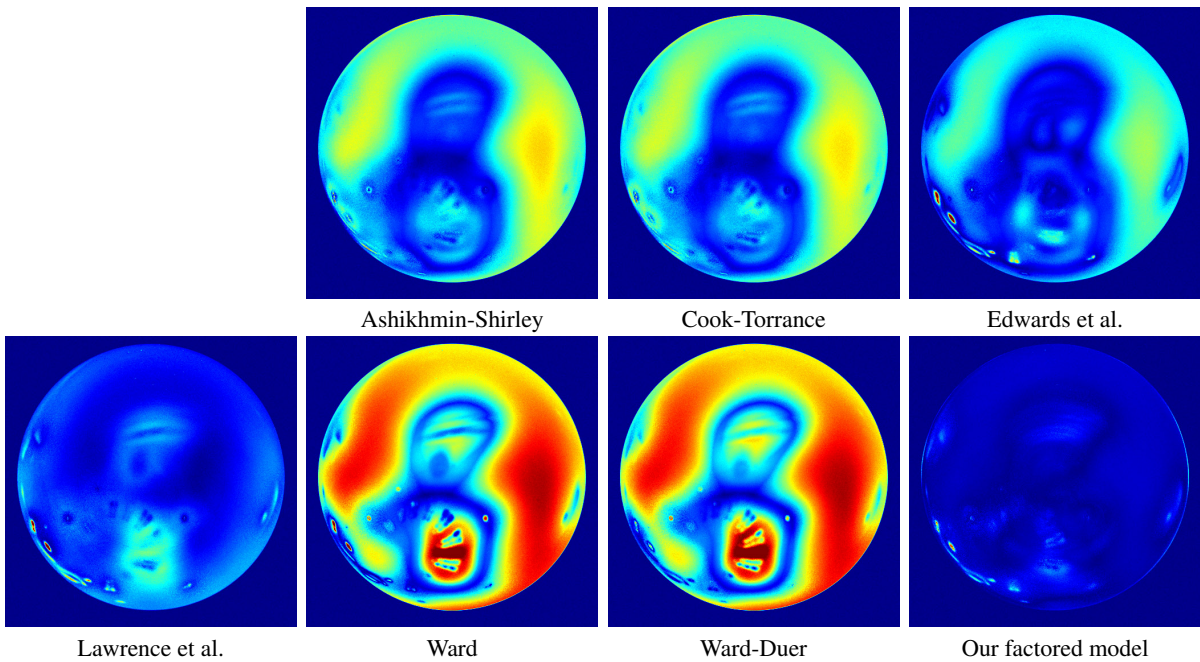 Ashikhmin-Shirley
Cook-Torrance
Edwards et al.
Lawrence et al.
Ward
Ward-Duer
Our factored model